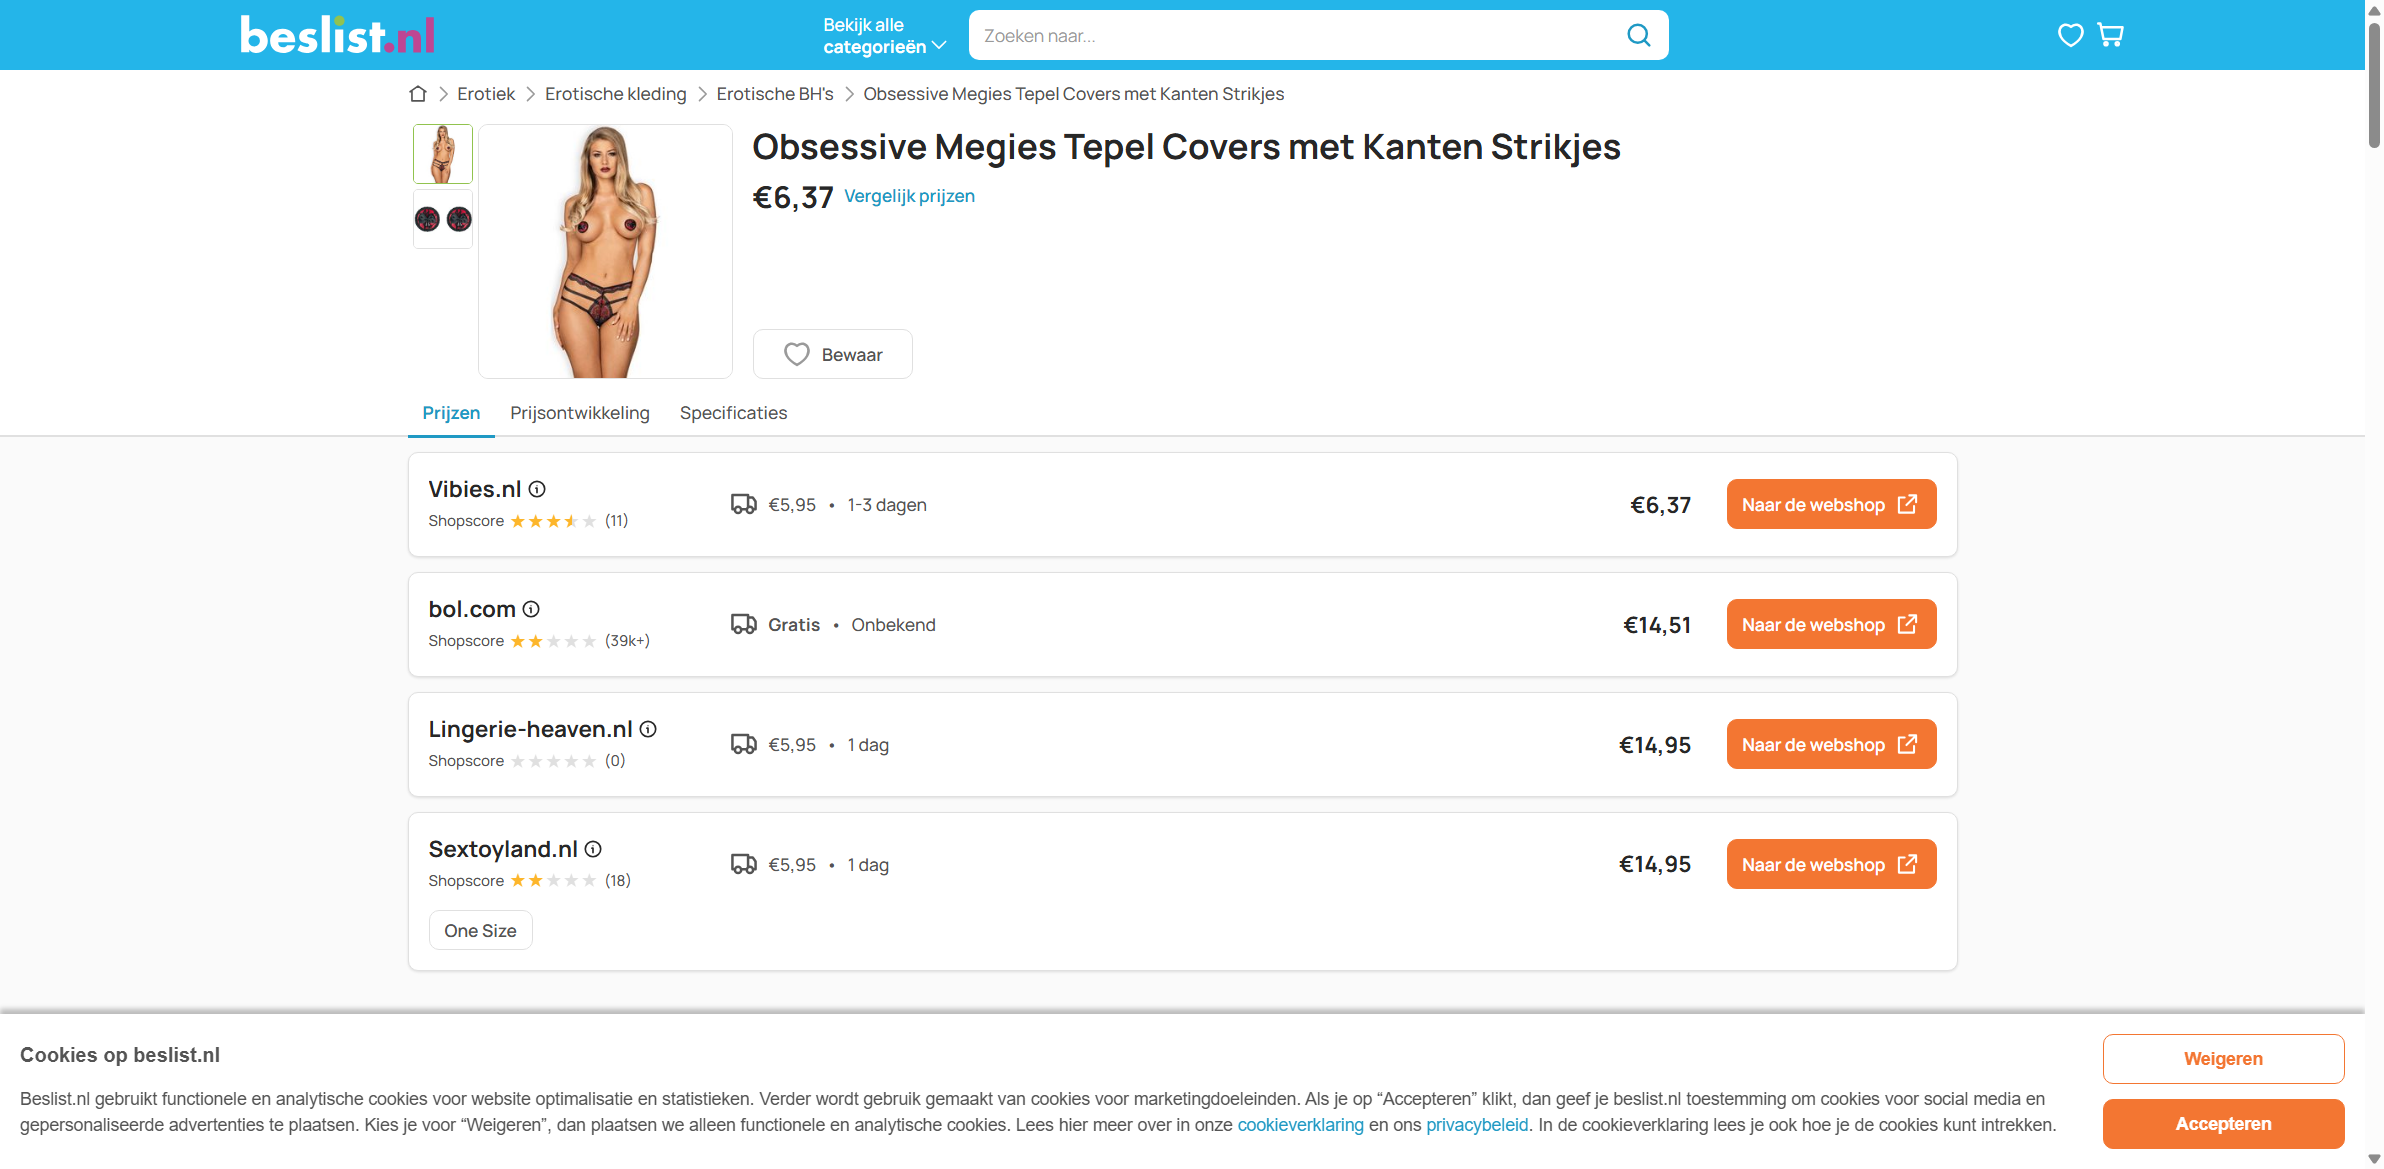 beslist.nl
Bekijk alle
categorieën
Zoeken naar...
Erotiek
Erotische kleding
Erotische BH's
Obsessive Megies Tepel Covers met Kanten Strikjes
Obsessive Megies Tepel Covers met Kanten Strikjes
€6,37 Vergelijk prijzen
Bewaar
Prijzen Prijsontwikkeling Specificaties
Vibies.nl
Shopscore (11)
€5,95 • 1-3 dagen
€6,37
Naar de webshop
bol.com
Shopscore (39k+)
Gratis • Onbekend
€14,51
Naar de webshop
Lingerie-heaven.nl
Shopscore (0)
€5,95 • 1 dag
€14,95
Naar de webshop
Sextoyland.nl
Shopscore (18)
€5,95 • 1 dag
€14,95
Naar de webshop
One Size
Cookies op beslist.nl
Beslist.nl gebruikt functionele en analytische cookies voor website optimalisatie en statistieken. Verder wordt gebruik gemaakt van cookies voor marketingdoeleinden. Als je op “Accepteren” klikt, dan geef je beslist.nl toestemming om cookies voor social media en
gepersonaliseerde advertenties te plaatsen. Kies je voor “Weigeren”, dan plaatsen we alleen functionele en analytische cookies. Lees hier meer over in onze cookieverklaring en ons privacybeleid. In de cookieverklaring lees je ook hoe je de cookies kunt intrekken.
Weigeren
Accepteren